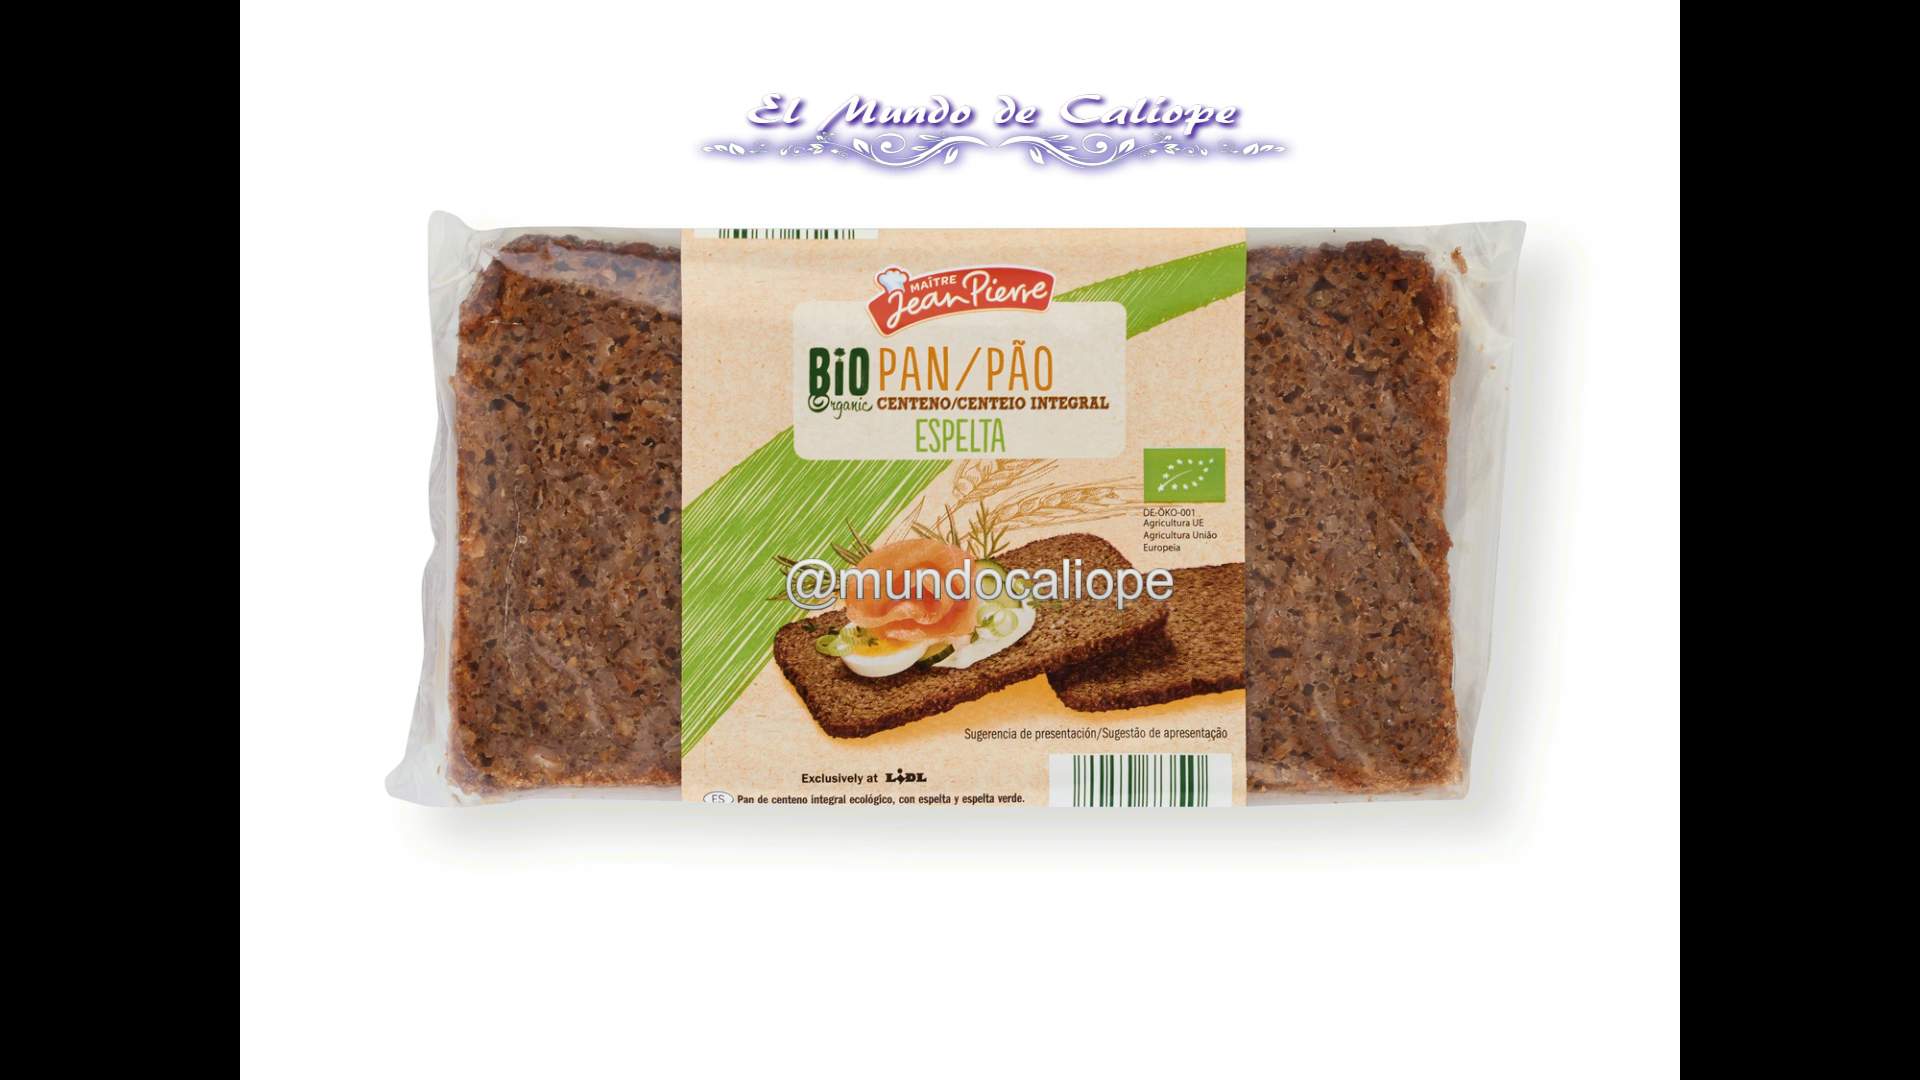 El Mundo de Calíope
MAÎTRE
Jean Pierre
BiO PAN/PÃO
Organic CENTENO/CENTEIO INTEGRAL
ESPELTA
DE-ÖKO-001
Agricultura UE
Agricultura União
Europeia
@mundocaliope
Sugerencia de presentación/Sugestão de apresentação
Exclusively at LiDL
ES Pan de centeno integral ecológico, con espelta y espelta verde.